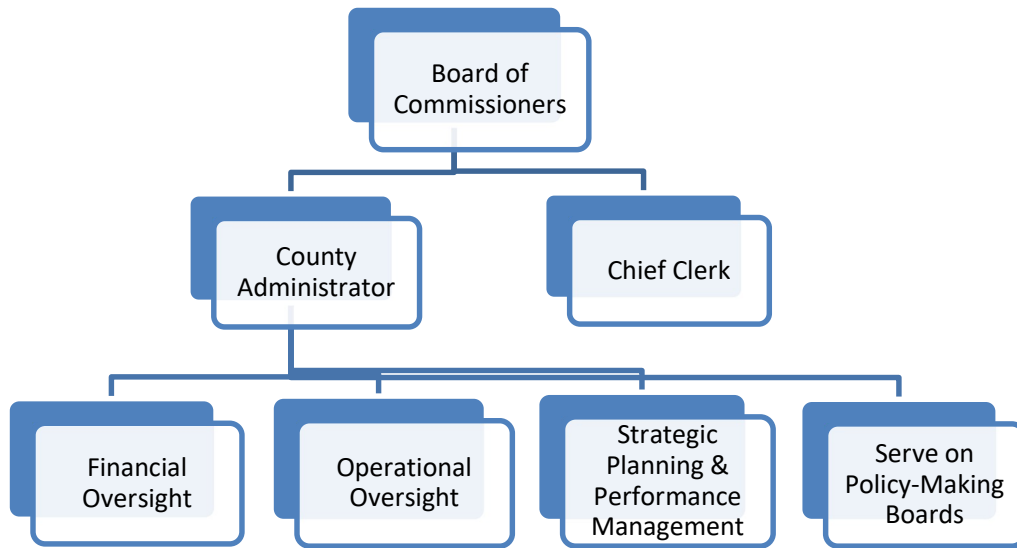 Board of
Commissioners
County
Administrator
Chief Clerk
Financial
Oversight
Operational
Oversight
Strategic
Planning &
Performance
Management
Serve on
Policy-Making
Boards